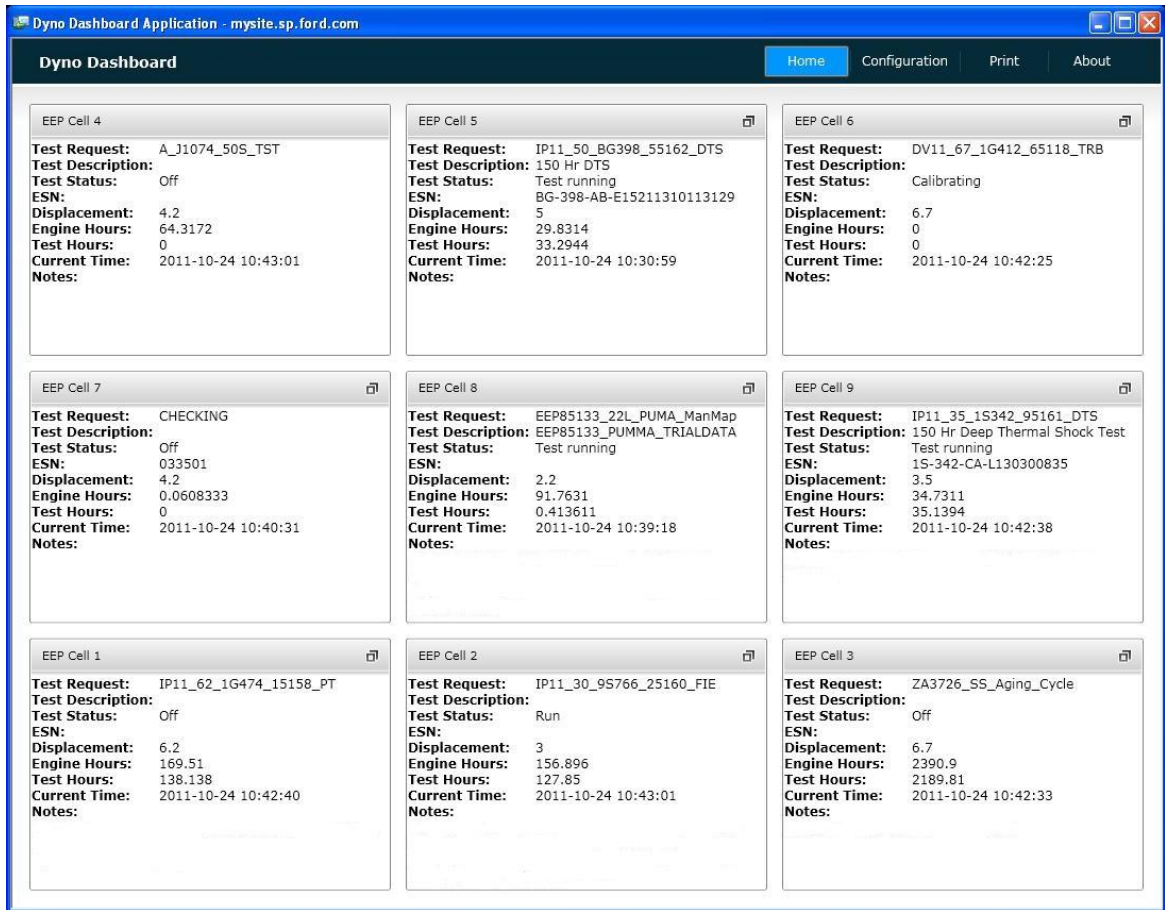 Dyno Dashboard Application - mysite.sp.ford.com
Dyno Dashboard
Home Configuration Print About
EEP Cell 4
Test Request: A_J1074_50S_TST
Test Description:
Test Status: Off
ESN:
Displacement: 4.2
Engine Hours: 64.3172
Test Hours: 0
Current Time: 2011-10-24 10:43:01
Notes:
EEP Cell 5
Test Request: IP11_50_BG398_55162_DTS
Test Description: 150 Hr DTS
Test Status: Test running
ESN: BG-398-AB-E15211310113129
Displacement: 5
Engine Hours: 29.8314
Test Hours: 33.2944
Current Time: 2011-10-24 10:30:59
Notes:
EEP Cell 6
Test Request: DV11_67_1G412_65118_TRB
Test Description:
Test Status: Calibrating
ESN:
Displacement: 6.7
Engine Hours: 0
Test Hours: 0
Current Time: 2011-10-24 10:42:25
Notes:
EEP Cell 7
Test Request: CHECKING
Test Description:
Test Status: Off
ESN: 033501
Displacement: 4.2
Engine Hours: 0.0608333
Test Hours: 0
Current Time: 2011-10-24 10:40:31
Notes:
EEP Cell 8
Test Request: EEP85133_22L_PUMA_ManMap
Test Description: EEP85133_PUMMA_TRIALDATA
Test Status: Test running
ESN:
Displacement: 2.2
Engine Hours: 91.7631
Test Hours: 0.413611
Current Time: 2011-10-24 10:39:18
Notes:
EEP Cell 9
Test Request: IP11_35_1S342_95161_DTS
Test Description: 150 Hr Deep Thermal Shock Test
Test Status: Test running
ESN: 1S-342-CA-L130300835
Displacement: 3.5
Engine Hours: 34.7311
Test Hours: 35.1394
Current Time: 2011-10-24 10:42:38
Notes:
EEP Cell 1
Test Request: IP11_62_1G474_15158_PT
Test Description:
Test Status: Off
ESN:
Displacement: 6.2
Engine Hours: 169.51
Test Hours: 138.138
Current Time: 2011-10-24 10:42:40
Notes:
EEP Cell 2
Test Request: IP11_30_9S766_25160_FIE
Test Description:
Test Status: Run
ESN:
Displacement: 3
Engine Hours: 156.896
Test Hours: 127.85
Current Time: 2011-10-24 10:43:01
Notes:
EEP Cell 3
Test Request: ZA3726_SS_Aging_Cycle
Test Description:
Test Status: Off
ESN:
Displacement: 6.7
Engine Hours: 2390.9
Test Hours: 2189.81
Current Time: 2011-10-24 10:42:33
Notes: